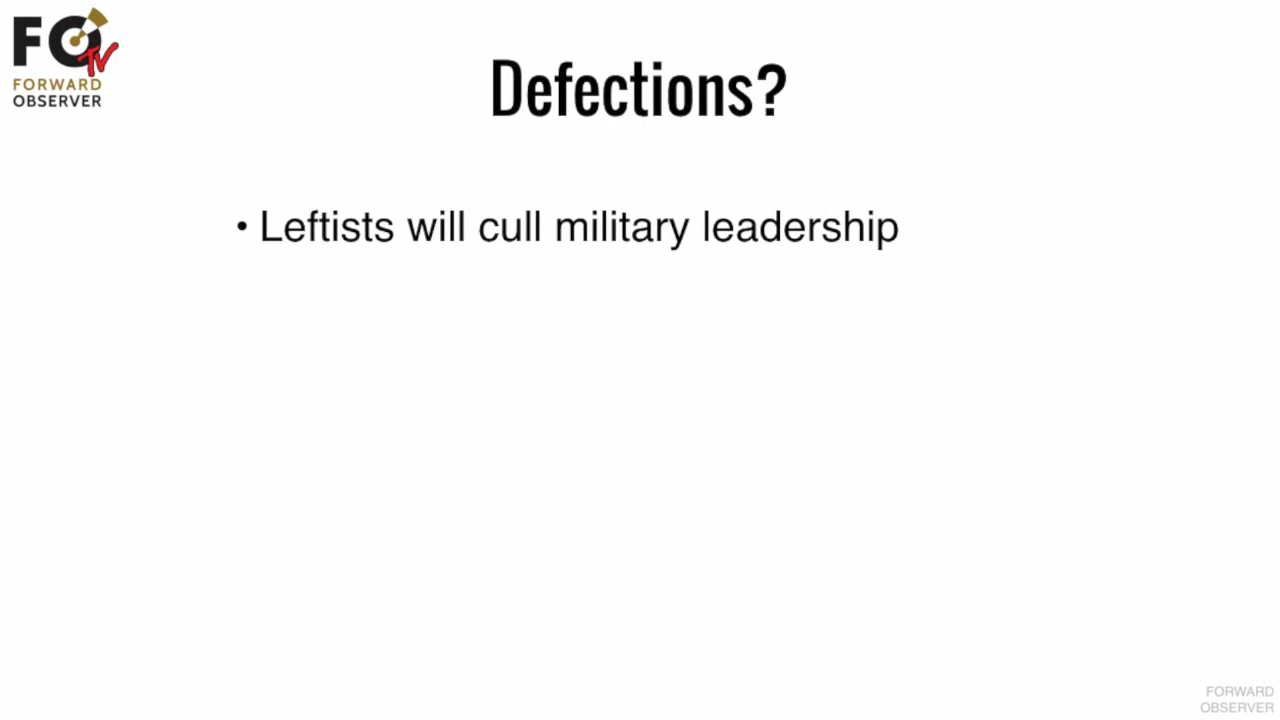 FO
TV
FORWARD
OBSERVER
Defections?
• Leftists will cull military leadership
FORWARD
OBSERVER